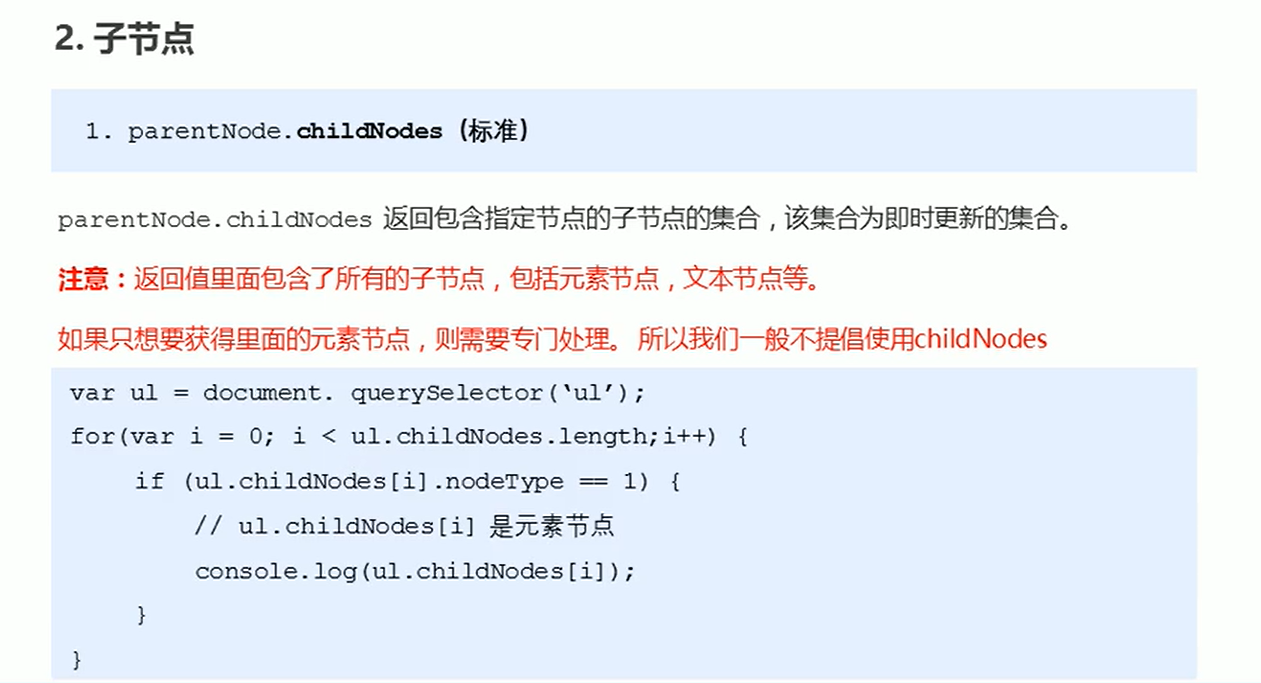 2. 子节点
1. parentNode.childNodes（标准）
parentNode.childNodes 返回包含指定节点的子节点的集合，该集合为即时更新的集合。
注意：返回值里面包含了所有的子节点，包括元素节点，文本节点等。
如果只想要获得里面的元素节点，则需要专门处理。 所以我们一般不提倡使用childNodes
var ul = document. querySelector(‘ul’);
for(var i = 0; i < ul.childNodes.length;i++) {
if (ul.childNodes[i].nodeType == 1) {
// ul.childNodes[i] 是元素节点
console.log(ul.childNodes[i]);
}
}